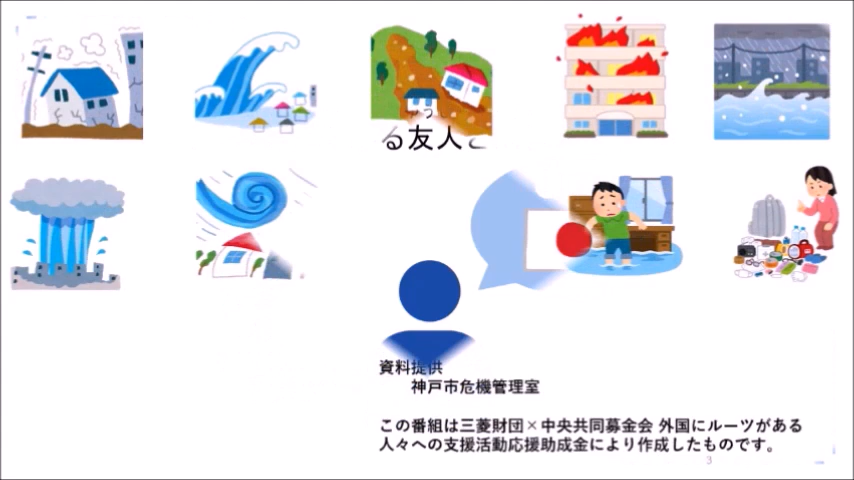 る友人
資料提供
神戸市危機管理室
この番組は三菱財団×中央共同募金会 外国にルーツがある
人々への支援活動応援助成金により作成したものです。
3